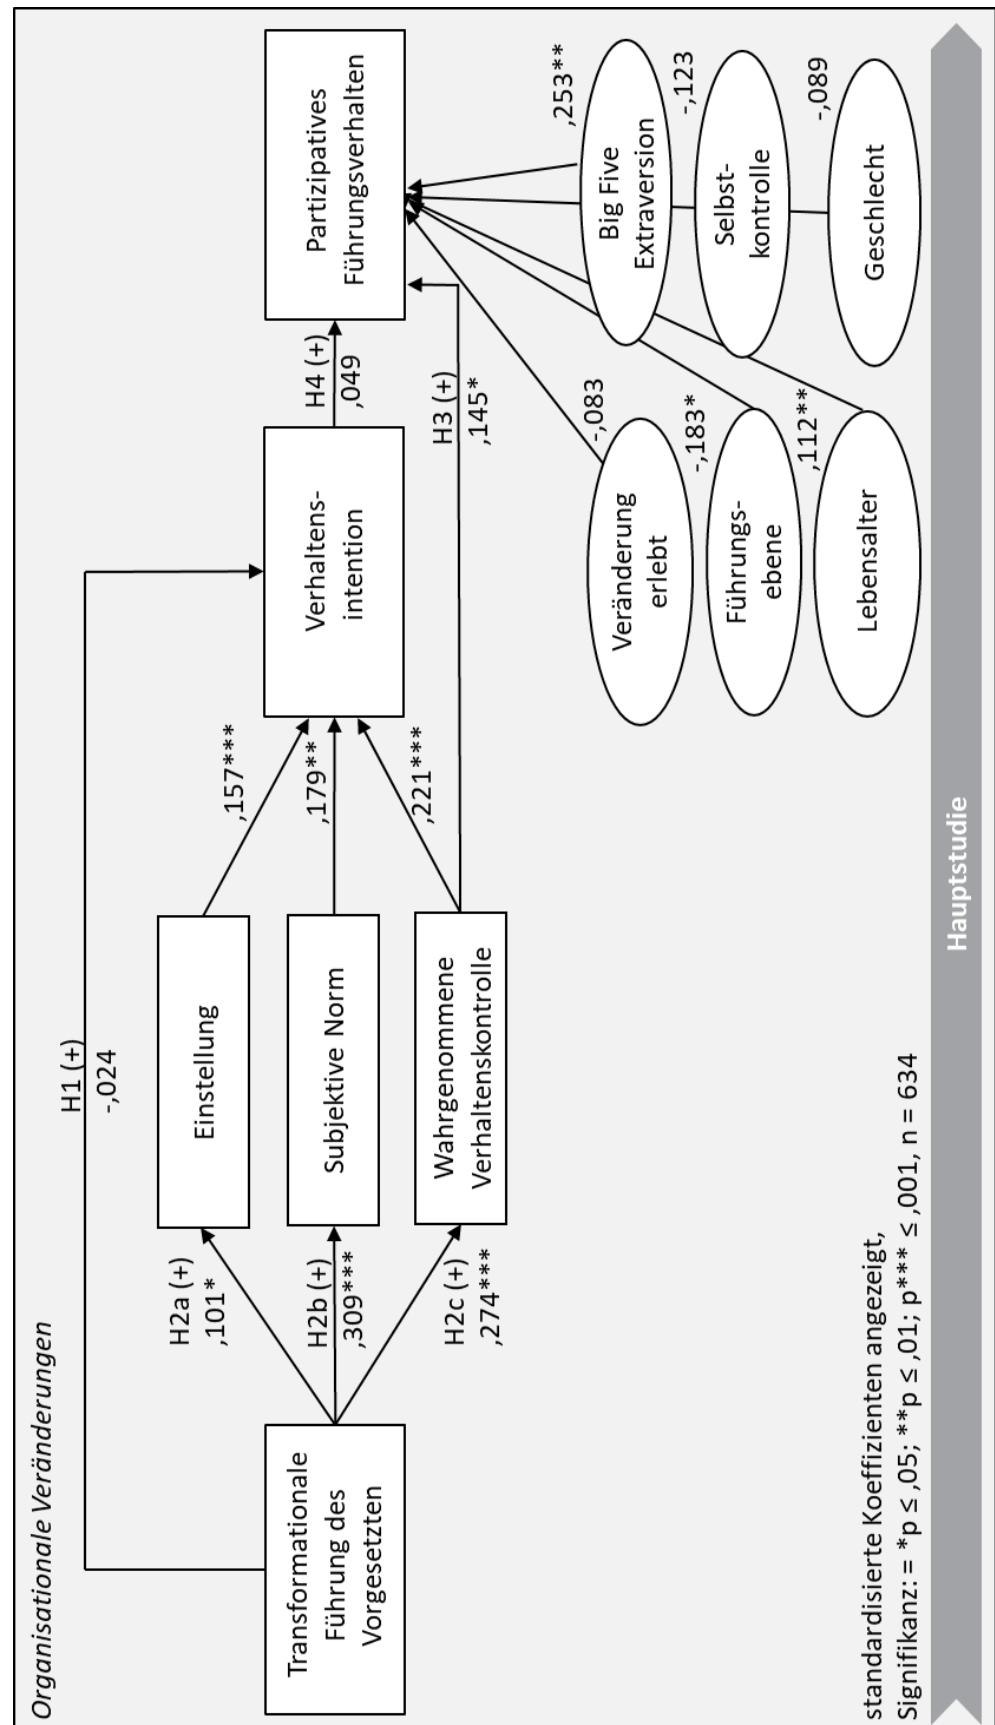 Organisationale Veränderungen
H1 (+)
-,024
Transformationale
Führung des
Vorgesetzten
H2a (+)
,101*
H2b (+)
,309***
H2c (+)
,274***
Einstellung
Subjektive Norm
Wahrgenommene
Verhaltenskontrolle
,157***
,179**
,221***
Verhaltens-
intention
H4 (+)
,049
H3 (+)
,145*
Partizipatives
Führungsverhalten
-,083
Veränderung
erlebt
-,183*
Führungs-
ebene
,112**
Lebensalter
,253**
Big Five
Extraversion
-,123
Selbst-
kontrolle
-,089
Geschlecht
standardisierte Koeffizienten angezeigt,
Signifikanz: = *p ≤ ,05; **p ≤ ,01; p*** ≤ ,001, n = 634
Hauptstudie